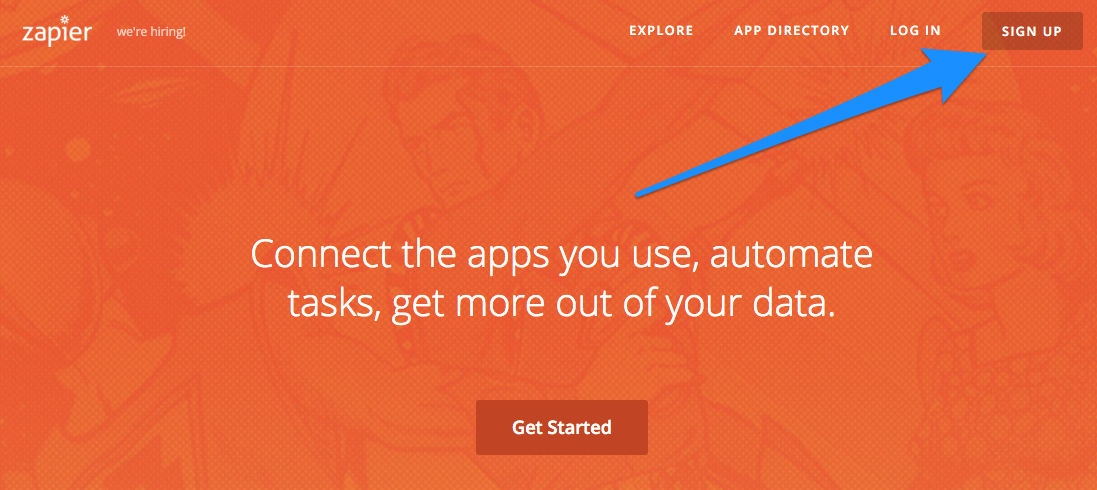 zapier
we're hiring!
EXPLORE
APP DIRECTORY
LOG IN
SIGN UP
Connect the apps you use, automate
tasks, get more out of your data.
Get Started